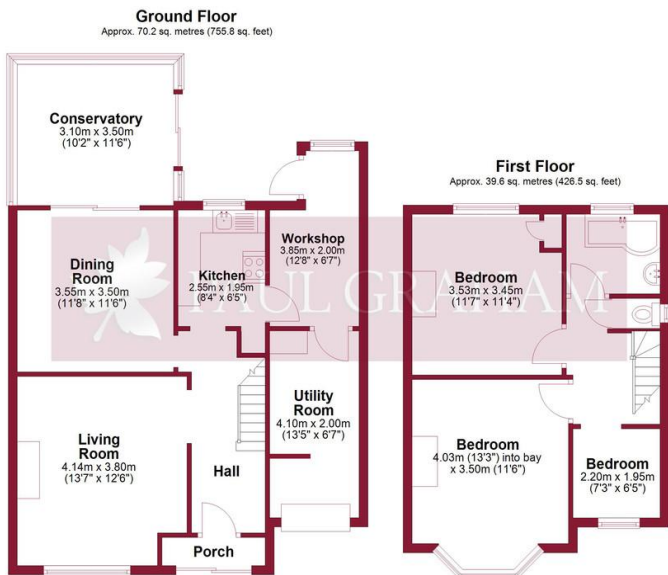 Ground Floor
Approx. 70.2 sq. metres (755.8 sq. feet)
Conservatory
3.10m x 3.50m
(10'2" x 11'6")
Dining
Room
3.55m x 3.50m
(11'8" x 11'6")
Kitchen
2.55m x 1.95m
(8'4" x 6'5")
Workshop
3.85m x 2.00m
(12'8" x 6'7")
Living
Room
4.14m x 3.80m
(13'7" x 12'6")
Hall
Utility
Room
4.10m x 2.00m
(13'5" x 6'7")
Porch
First Floor
Approx. 39.6 sq. metres (426.5 sq. feet)
Bedroom
3.53m x 3.45m
(11'7" x 11'4")
Bedroom
4.03m (13'3") into bay
x 3.50m (11'6")
Bedroom
2.20m x 1.95m
(7'3" x 6'5")
PAUL GRAHAM